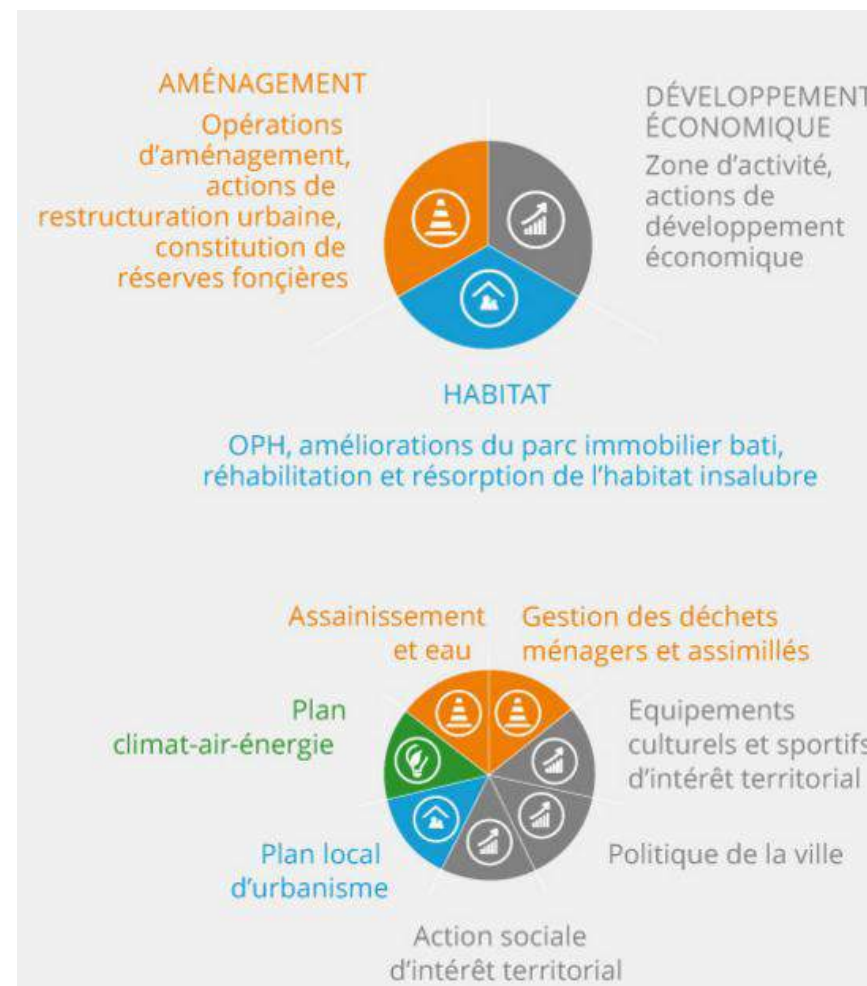 AMÉNAGEMENT
Opérations
d'aménagement,
actions de
restructuration urbaine,
constitution de
réserves fonçières
DÉVELOPPEMENT
ÉCONOMIQUE
Zone d'activité,
actions de
développement
économique
HABITAT
OPH, améliorations du parc immobilier bati,
réhabilitation et résorption de l'habitat insalubre
Assainissement
et eau
Gestion des déchets
ménagers et assimillés
Plan
climat-air-énergie
Equipements
culturels et sportifs
d'intérêt territorial
Plan local
d'urbanisme
Politique de la ville
Action sociale
d'intérêt territorial